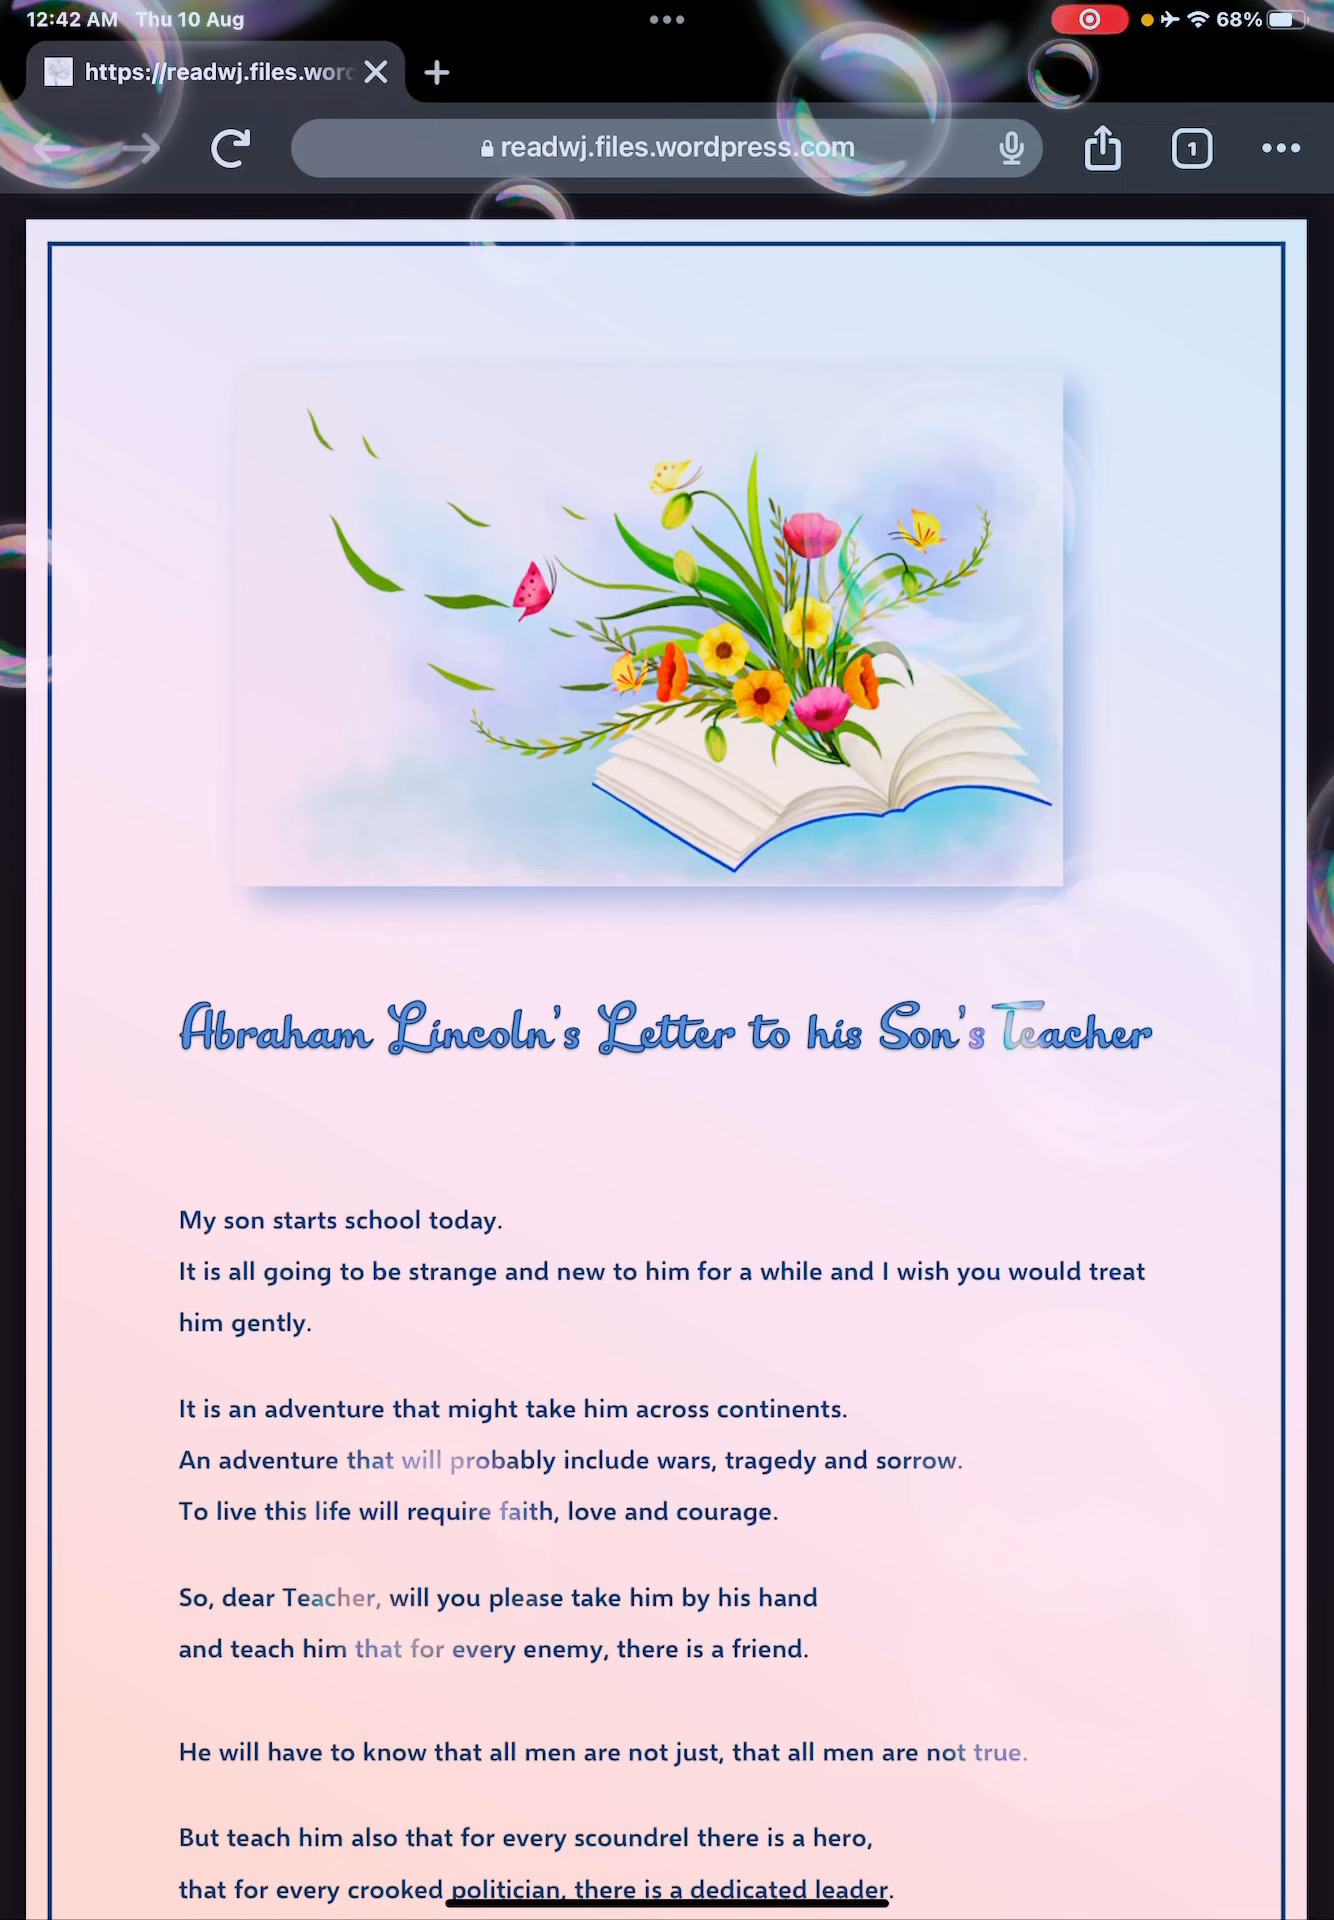 12:42 AM Thu 10 Aug
68%
https://readwj.files.worc
readwj.files.wordpress.com
1
Abraham Lincoln's Letter to his Son's Teacher
My son starts school today.
It is all going to be strange and new to him for a while and I wish you would treat
him gently.
It is an adventure that might take him across continents.
An adventure that will probably include wars, tragedy and sorrow.
To live this life will require faith, love and courage.
So, dear Teacher, will you please take him by his hand
and teach him that for every enemy, there is a friend.
He will have to know that all men are not just, that all men are not true.
But teach him also that for every scoundrel there is a hero,
that for every crooked politician, there is a dedicated leader.